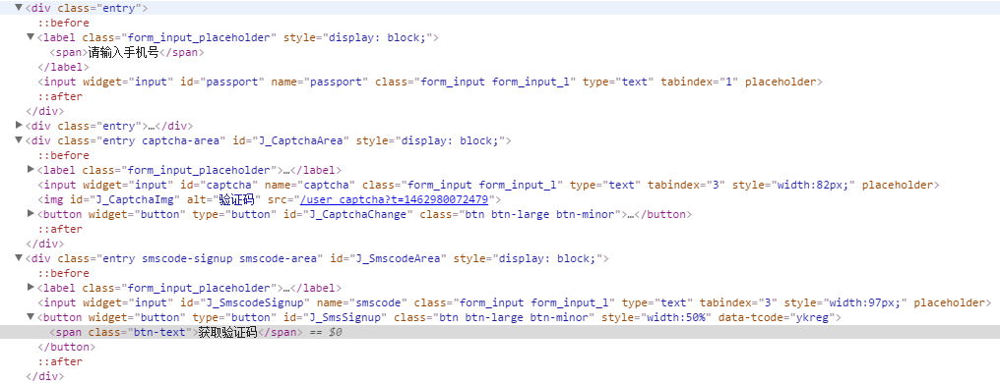 ▼<div class="entry">
::before
▼<label class="form_input_placeholder" style="display: block;">
<span>请输入手机号</span>
</label>
<input widget="input" id="passport" name="passport" class="form_input form_input_l" type="text" tabindex="1" placeholder>
::after
</div>
▶<div class="entry">…</div>
▼<div class="entry captcha-area" id="J_CaptchaArea" style="display: block;">
::before
▶<label class="form_input_placeholder">…</label>
<input widget="input" id="captcha" name="captcha" class="form_input form_input_l" type="text" tabindex="3" style="width:82px;" placeholder>
<img id="J_CaptchaImg" alt="验证码" src="/user_captcha?t=1462980072479">
▶<button widget="button" type="button" id="J_CaptchaChange" class="btn btn-large btn-minor">…</button>
::after
</div>
▼<div class="entry smscode-signup smscode-area" id="J_SmscodeArea" style="display: block;">
::before
▶<label class="form_input_placeholder">…</label>
<input widget="input" id="J_SmscodeSignup" name="smscode" class="form_input form_input_l" type="text" tabindex="3" style="width:97px;" placeholder>
▼<button widget="button" type="button" id="J_SmsSignup" class="btn btn-large btn-minor" style="width:50%" data-tcode="ykreg">
<span class="btn-text">获取验证码</span> == $0
</button>
::after
</div>